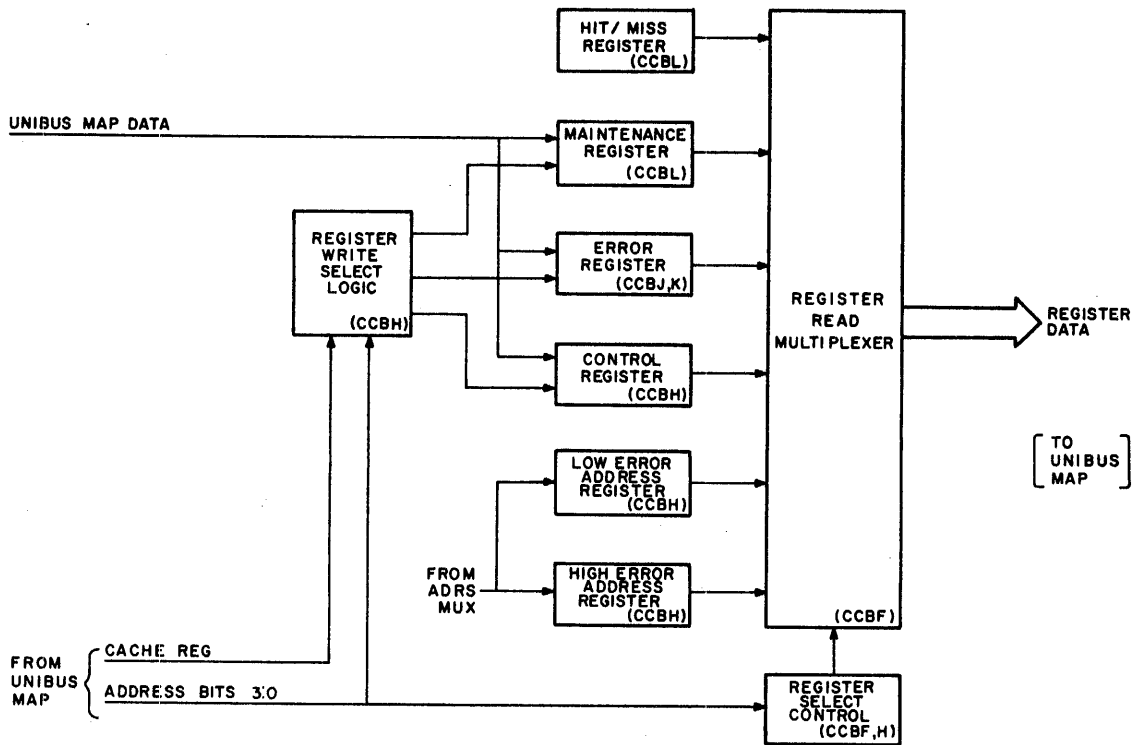 HIT/ MISS
REGISTER
(CCBL)
UNIBUS MAP DATA
MAINTENANCE
REGISTER
(CCBL)
REGISTER
WRITE
SELECT
LOGIC
(CCBH)
ERROR
REGISTER
(CCBJ,K)
CONTROL
REGISTER
(CCBH)
LOW ERROR
ADDRESS
REGISTER
(CCBH)
FROM
ADRS
MUX
HIGH ERROR
ADDRESS
REGISTER
(CCBH)
REGISTER
READ
MULTIPLEXER
(CCBF)
REGISTER
DATA
TO
UNIBUS
MAP
FROM
UNIBUS
MAP
CACHE REG
ADDRESS BITS 3:0
REGISTER
SELECT
CONTROL
(CCBF,H)